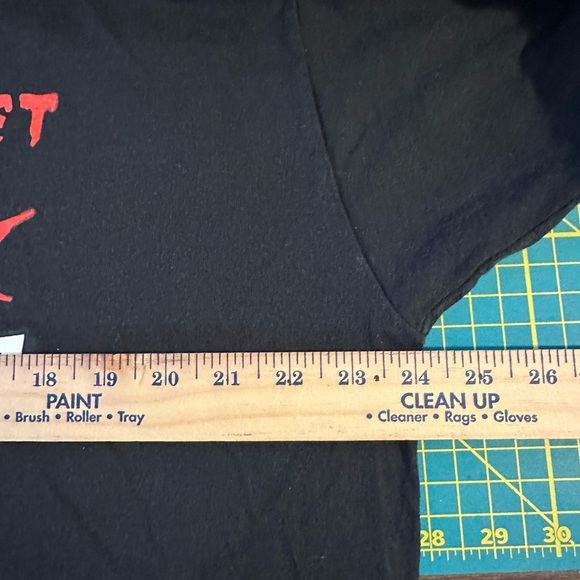 ET
18 19 20 21 22 23 24 25 26
PAINT CLEAN UP
• Brush • Roller • Tray • Cleaner • Rags • Gloves
28 29 30